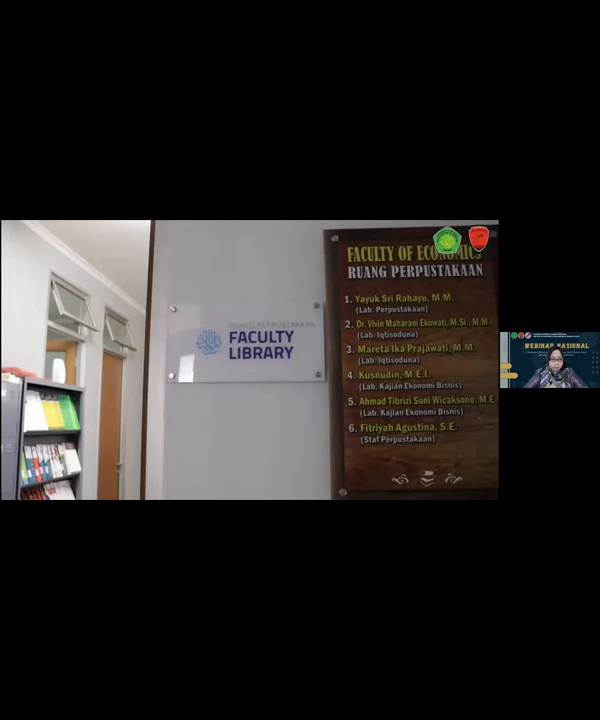 RUANG PERPUSTAKAAN
FACULTY
LIBRARY
FACULTY OF ECONOMICS
RUANG PERPUSTAKAAN
1. Yayuk Sri Rahayu, M.M.
(Lab. Perpustakaan)
2. Dr. Vivin Maharani Ekowati, M.Si., M.M.
(Lab. Iqtisoduna)
3. Mareta Ika Prajawati, M.M.
(Lab. Iqtisoduna)
4. Kusnudin, M.E.I.
(Lab. Kajian Ekonomi Bisnis)
5. Ahmad Tibrizi Soni Wicaksono, M.E.
(Lab. Kajian Ekonomi Bisnis)
6. Fitriyah Agustina, S.E.
(Staf Perpustakaan)
WEBINAR NASIONAL